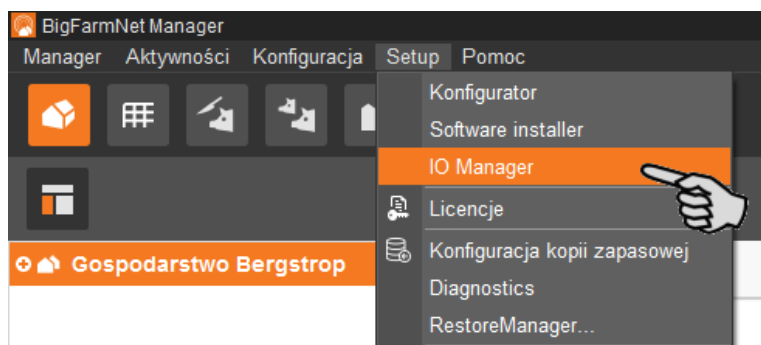 BigFarmNet Manager
Manager Aktywności Konfiguracja Setup Pomoc
Konfigurator
Software installer
IO Manager
Licencje
Gospodarstwo Bergstrop
Konfiguracja kopii zapasowej
Diagnostics
RestoreManager...